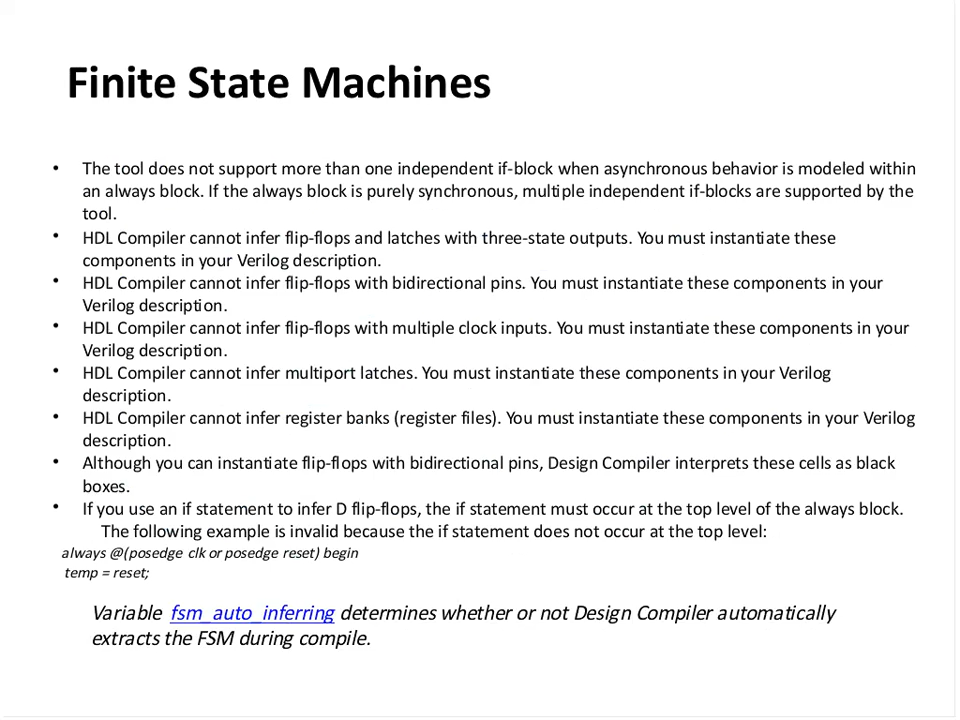 Finite State Machines
• The tool does not support more than one independent if-block when asynchronous behavior is modeled within
an always block. If the always block is purely synchronous, multiple independent if-blocks are supported by the
tool.
• HDL Compiler cannot infer flip-flops and latches with three-state outputs. You must instantiate these
components in your Verilog description.
• HDL Compiler cannot infer flip-flops with bidirectional pins. You must instantiate these components in your
Verilog description.
• HDL Compiler cannot infer flip-flops with multiple clock inputs. You must instantiate these components in your
Verilog description.
• HDL Compiler cannot infer multiport latches. You must instantiate these components in your Verilog
description.
• HDL Compiler cannot infer register banks (register files). You must instantiate these components in your Verilog
description.
• Although you can instantiate flip-flops with bidirectional pins, Design Compiler interprets these cells as black
boxes.
• If you use an if statement to infer D flip-flops, the if statement must occur at the top level of the always block.
The following example is invalid because the if statement does not occur at the top level:
always @(posedge clk or posedge reset) begin
temp = reset;
Variable fsm_auto_inferring determines whether or not Design Compiler automatically
extracts the FSM during compile.